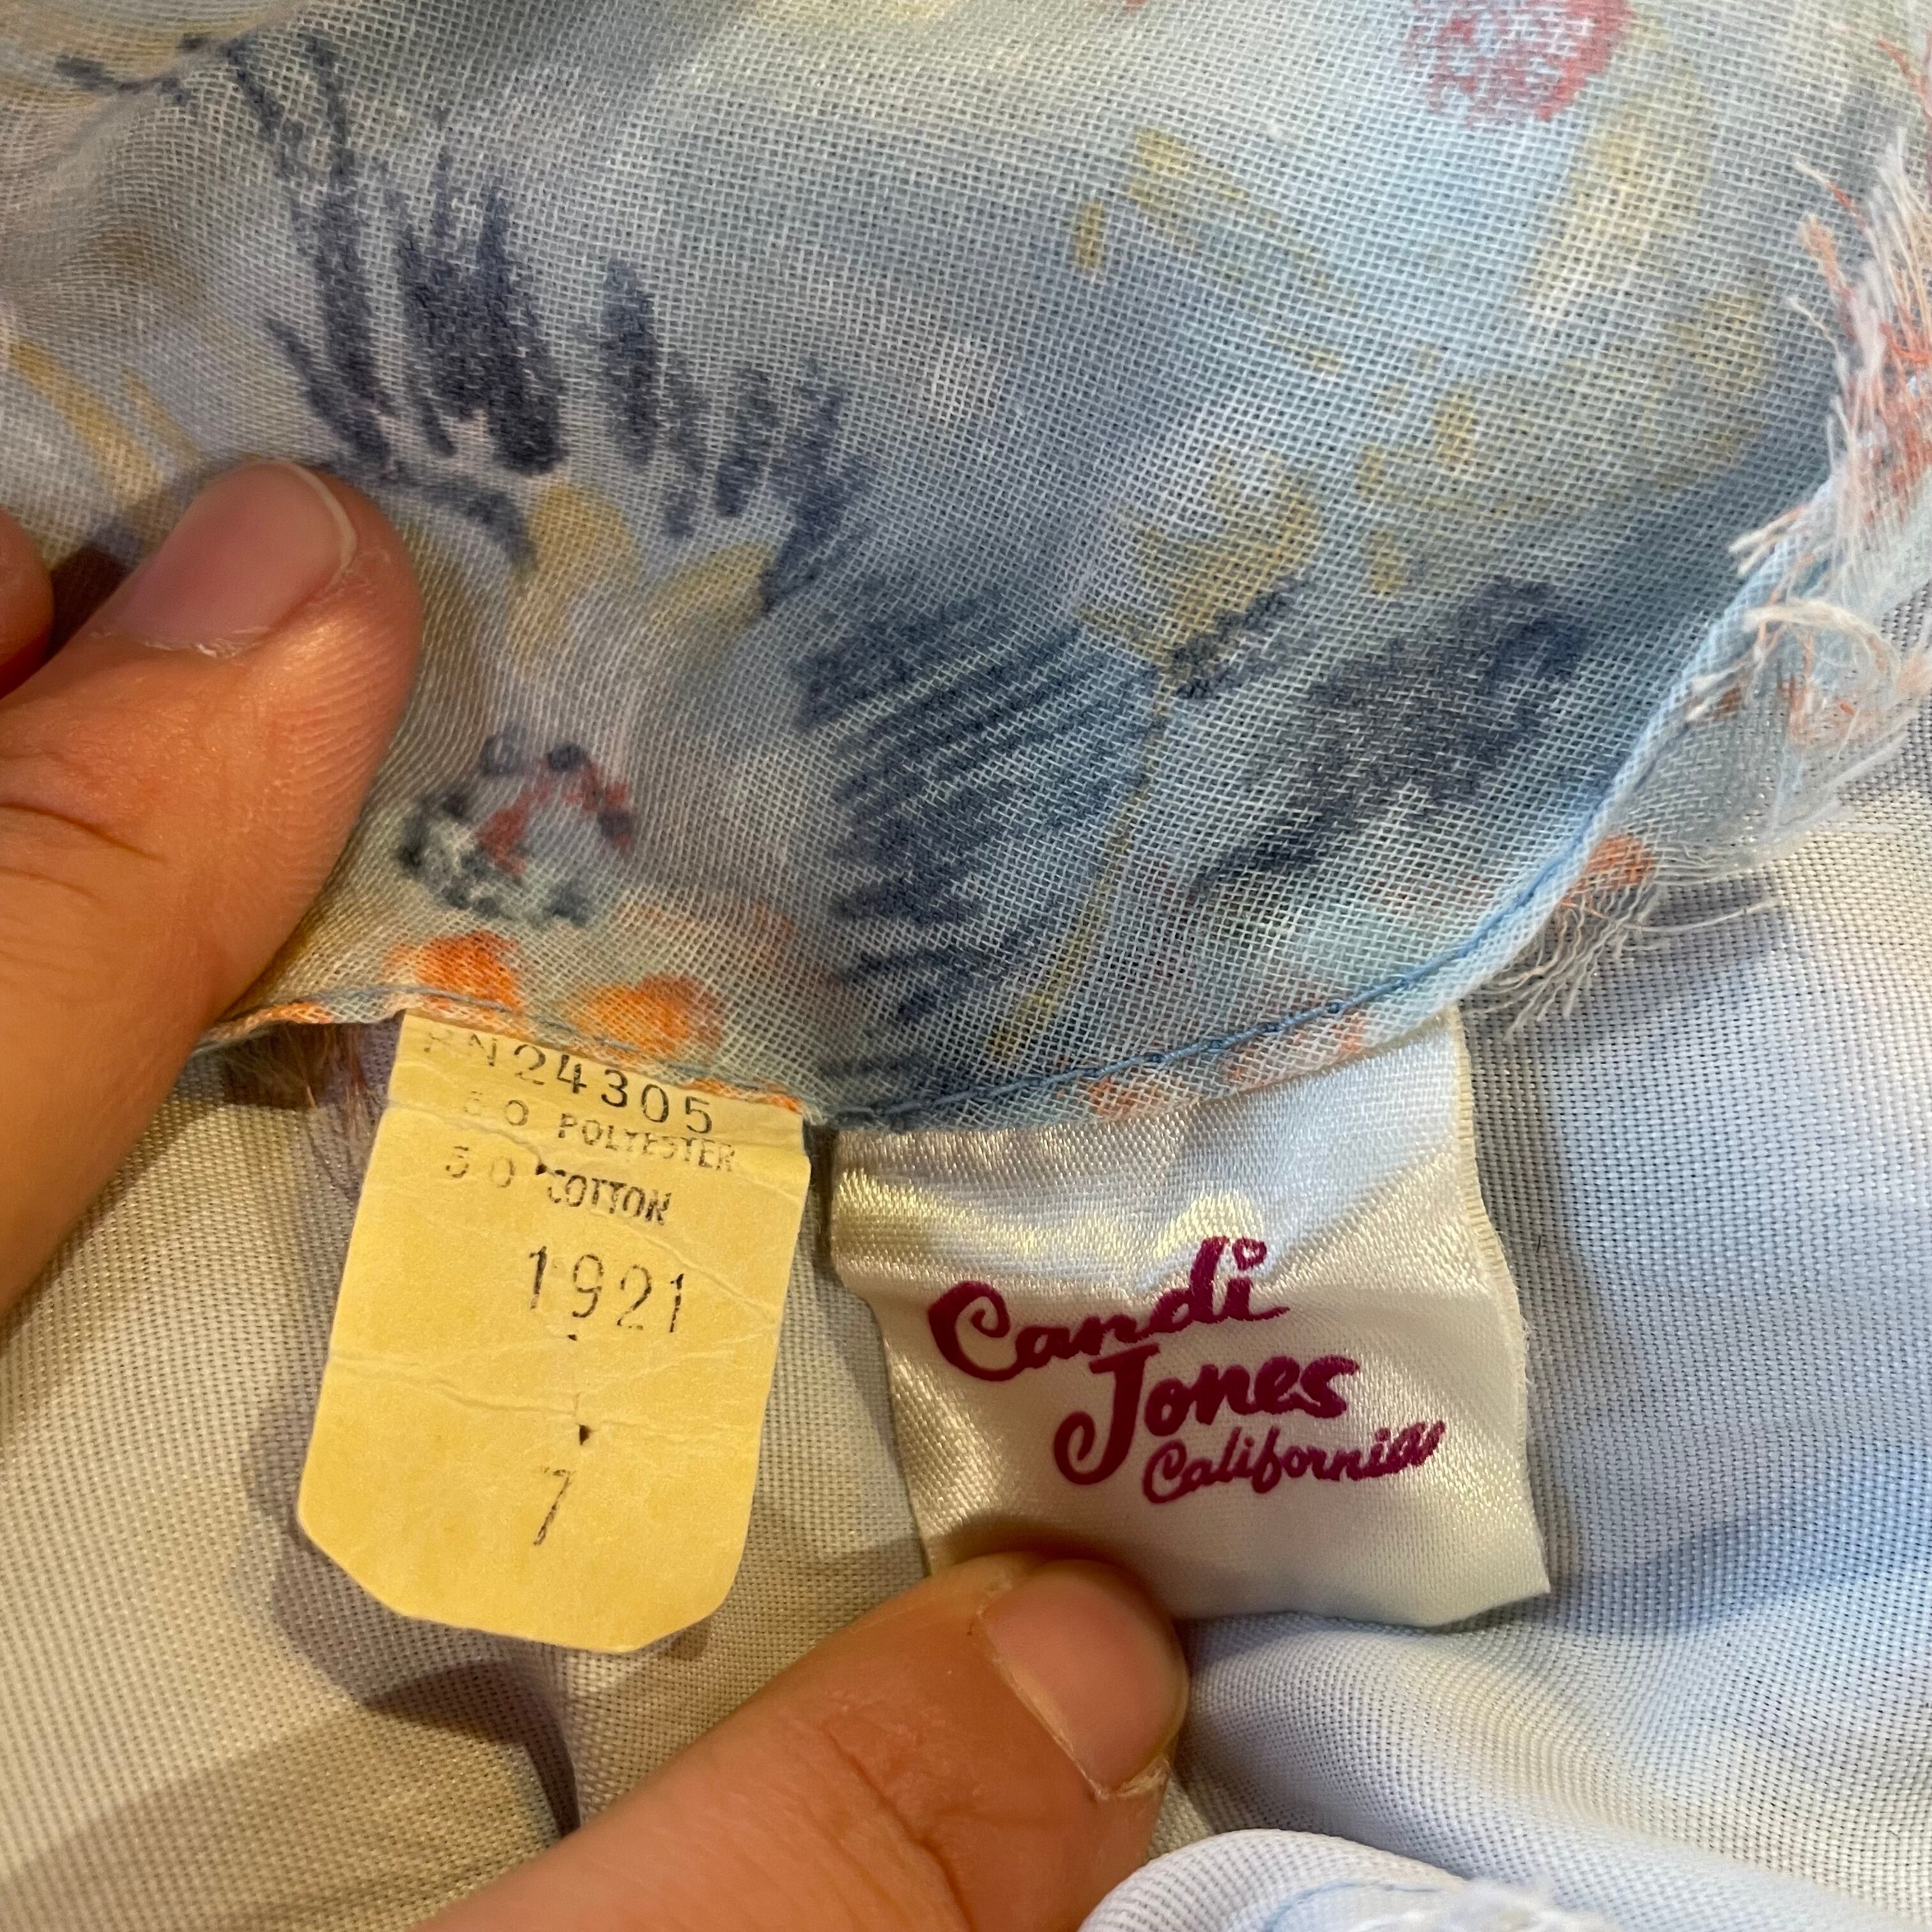 RN24305
50 POLYESTER
50 COTTON
1921
7
Candi
Jones
California